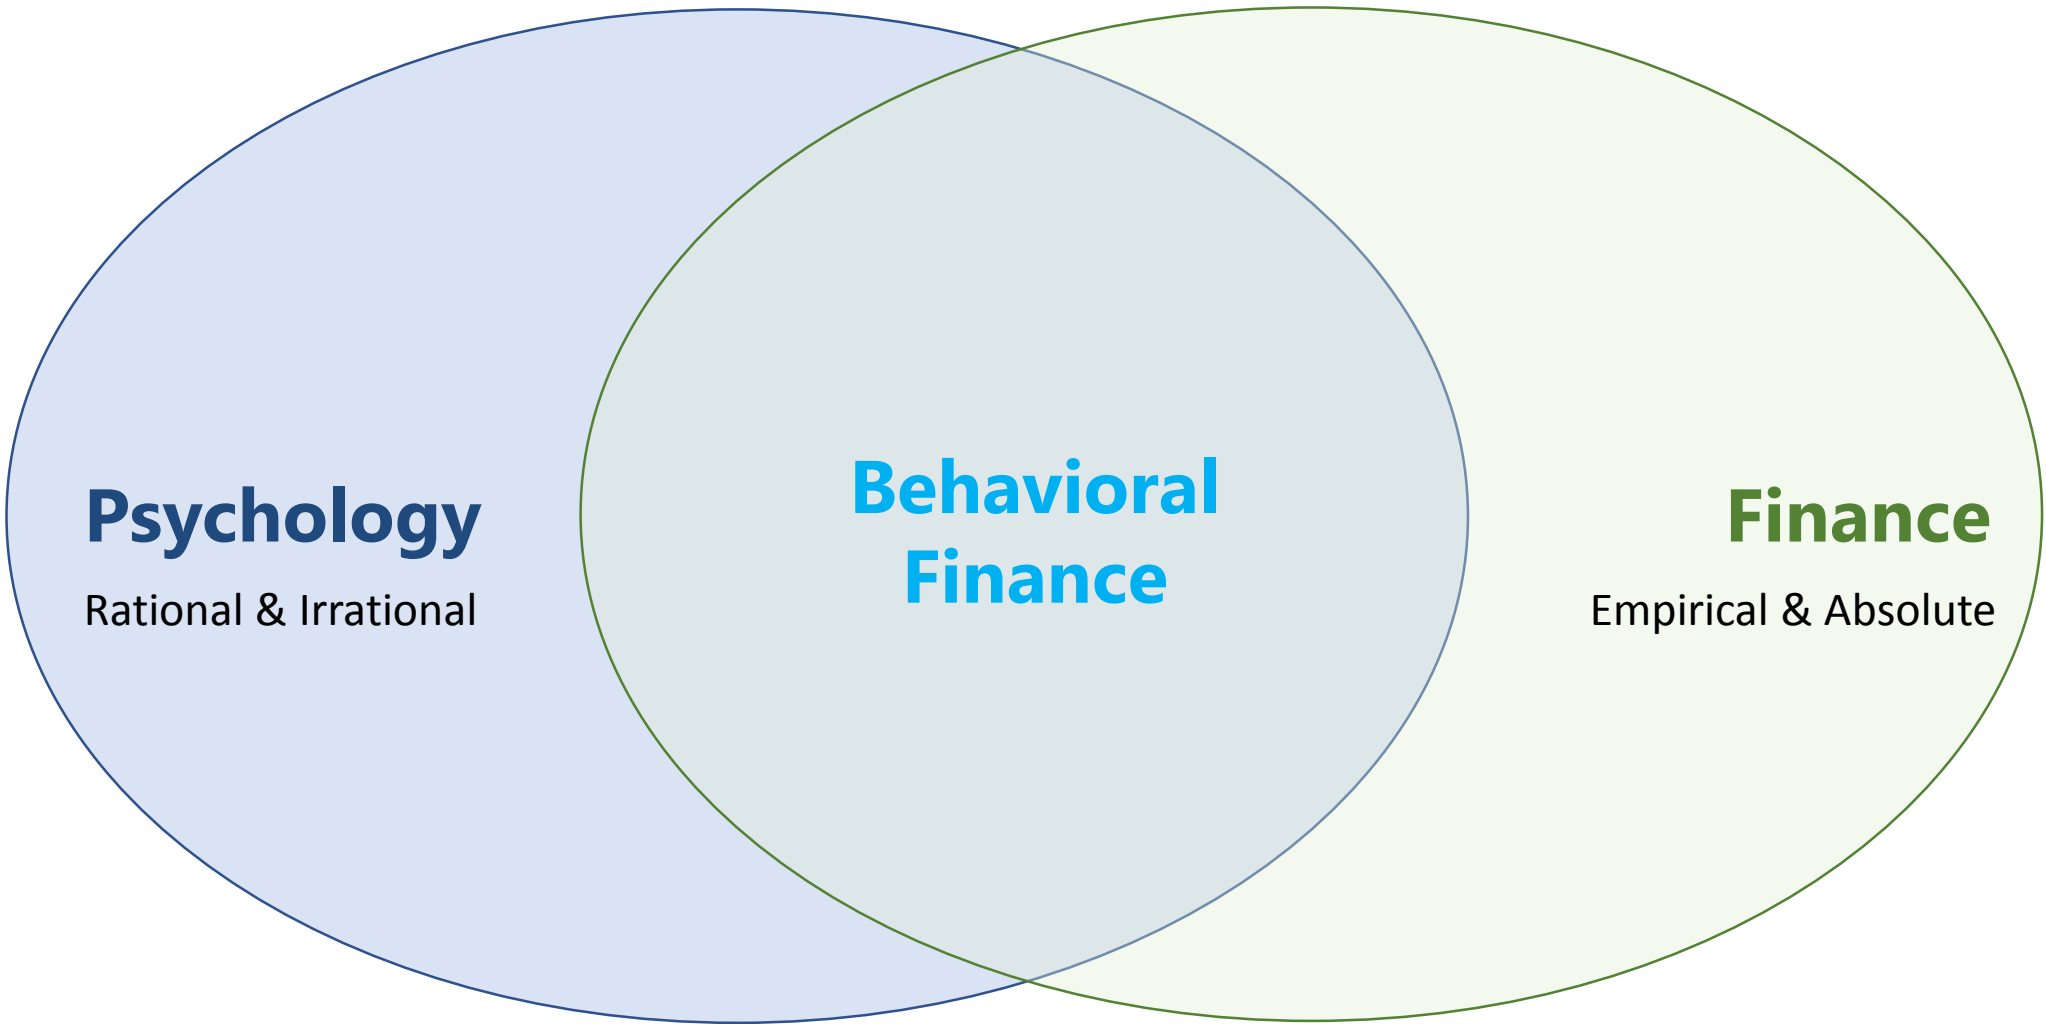 Psychology
Rational & Irrational
Behavioral
Finance
Finance
Empirical & Absolute